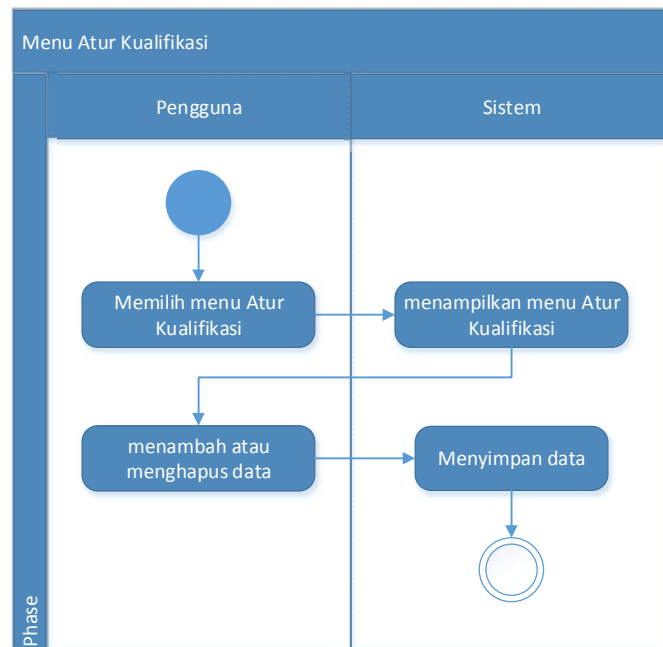 Menu Atur Kualifikasi
Pengguna
Sistem
Memilih menu Atur
Kualifikasi
menampilkan menu Atur
Kualifikasi
menambah atau
menghapus data
Menyimpan data
Phase